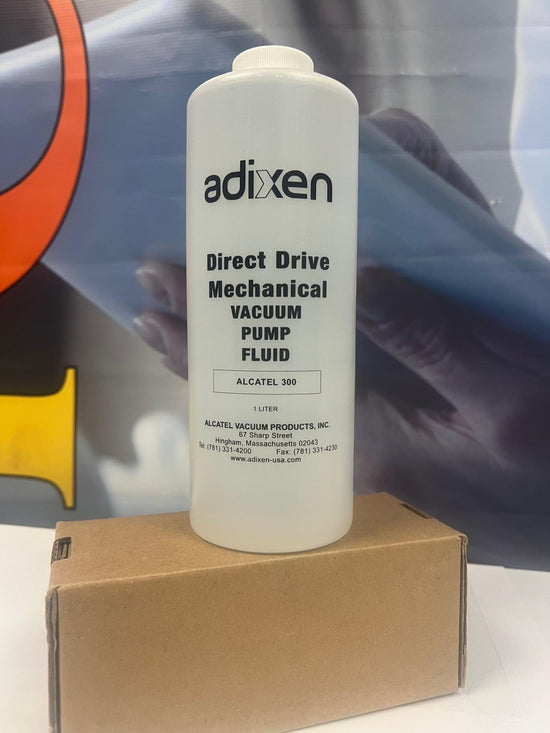 adixen
Direct Drive
Mechanical
VACUUM
PUMP
FLUID
ALCATEL 300
1 LITER
ALCATEL VACUUM PRODUCTS, INC.
67 Sharp Street
Hingham, Massachusetts 02043
Tel: (781) 331-4200 Fax: (781) 331-4230
www.adixen-usa.com